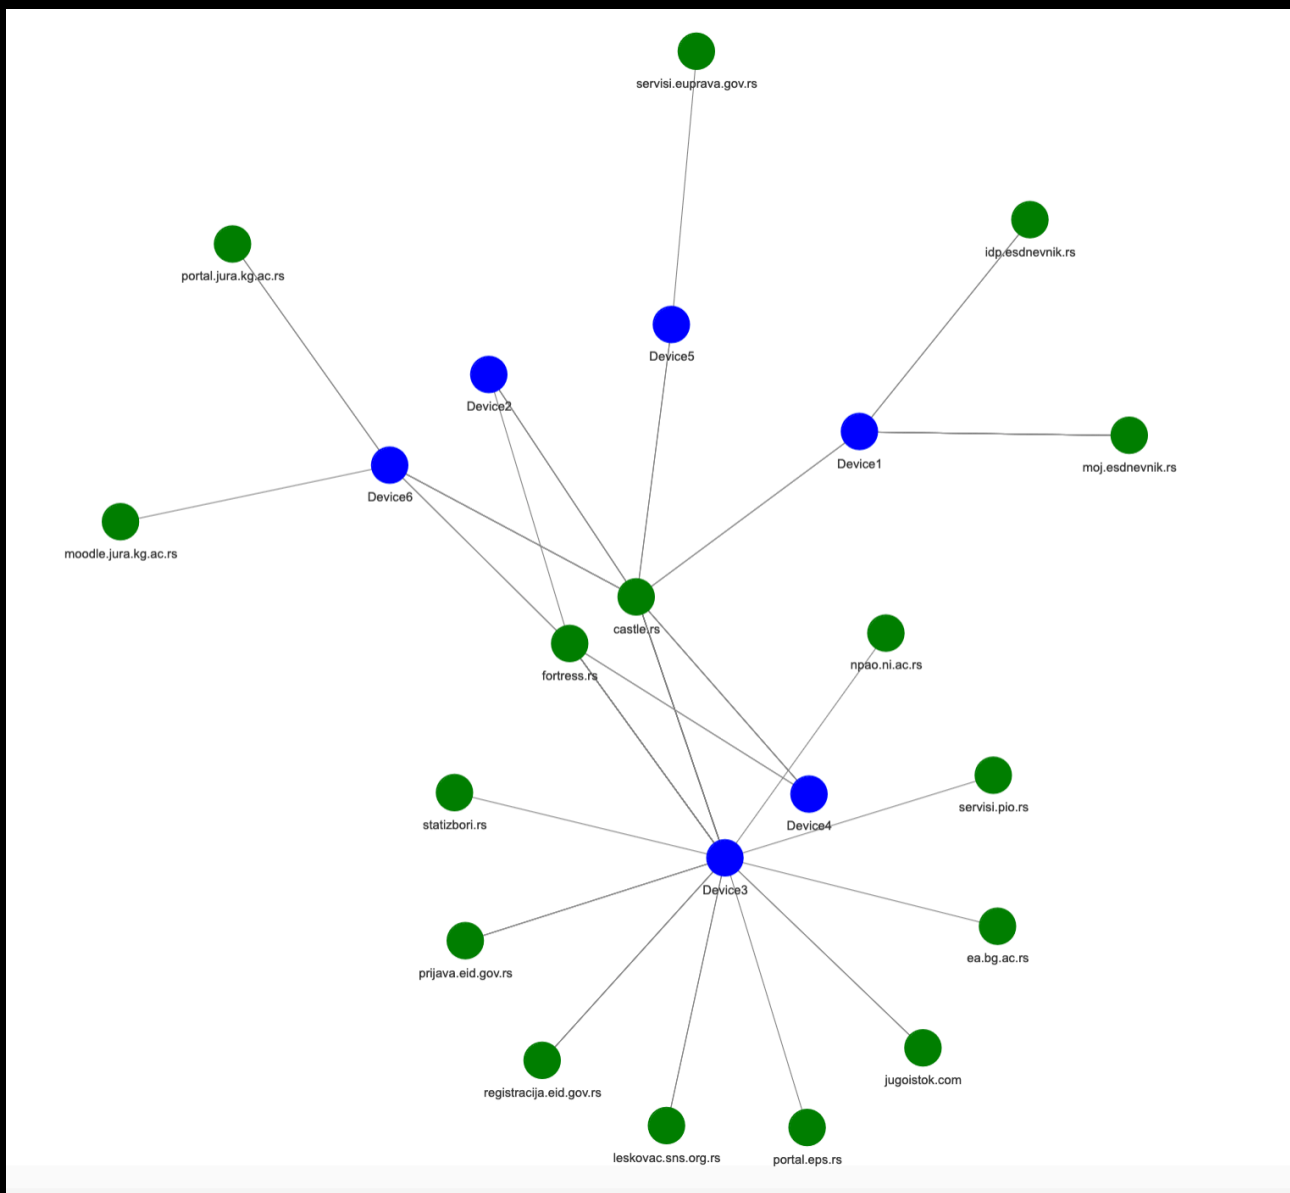 servisi.euprava.gov.rs
idp.esdnevnik.rs
portal.jura.kg.ac.rs
Device5
Device2
Device1
moj.esdnevnik.rs
Device6
moodle.jura.kg.ac.rs
castle.rs
npao.ni.ac.rs
fortress.rs
servisi.pio.rs
statizbori.rs
Device4
Device3
ea.bg.ac.rs
prijava.eid.gov.rs
jugoistok.com
registracija.eid.gov.rs
leskovac.sns.org.rs
portal.eps.rs